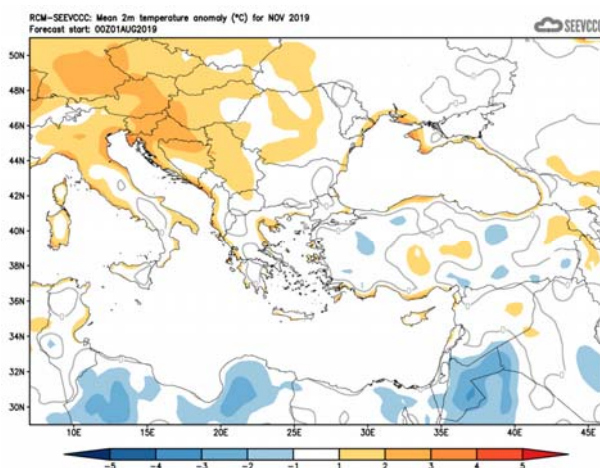 RCM-SEEVCCC: Mean 2m temperature anomaly (°C) for NOV 2019
Forecast start: 00Z01AUG2019
SEEVCCC
50N
48N
46N
44N
42N
40N
38N
36N
34N
32N
30N
10E 15E 20E 25E 30E 35E 40E 45E
-5 -4 -3 -2 -1 1 2 3 4 5